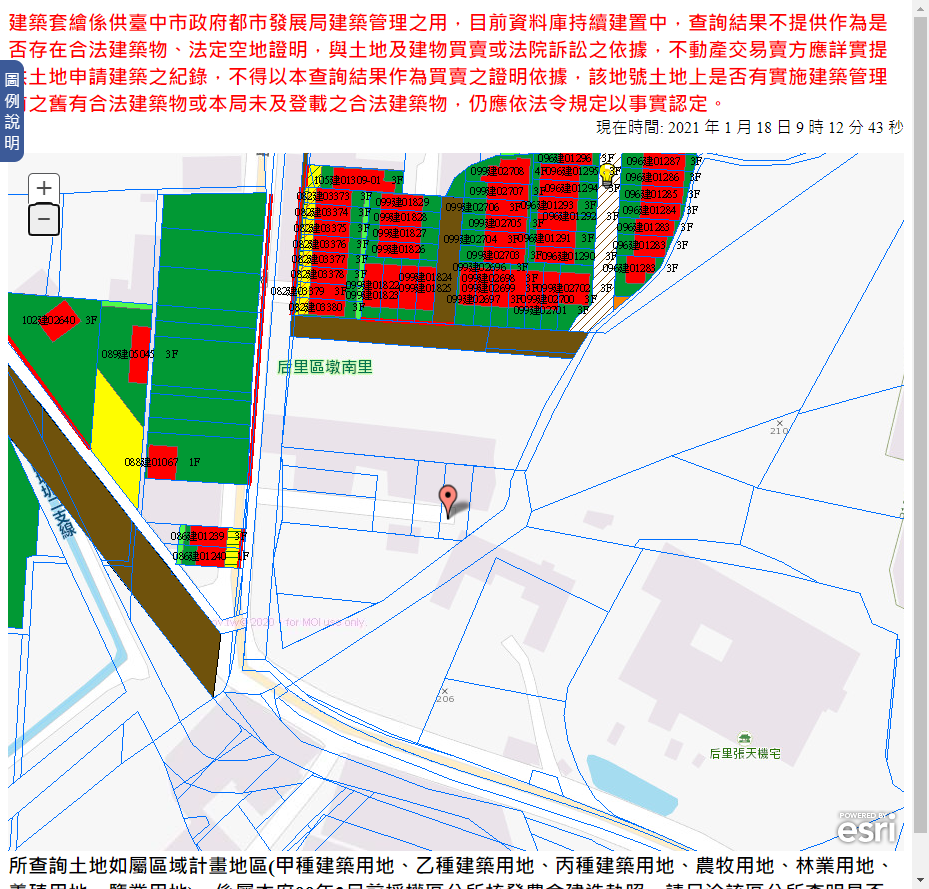 建築套繪係供臺中市政府都市發展局建築管理之用，目前資料庫持續建置中，查詢結果不提供作為是
否存在合法建築物、法定空地證明，與土地及建物買賣或法院訴訟之依據，不動產交易賣方應詳實提
土地申請建築之紀錄，不得以本查詢結果作為買賣之證明依據，該地號土地上是否有實施建築管理
之舊有合法建築物或本局未及登載之合法建築物，仍應依法令規定以事實認定。
圖例說明
現在時間: 2021 年 1 月 18 日 9 時 12 分 43 秒
+
−
096建01296 3F
096建01287 3F
099建02708 4F
096建01295 3F
096建01286 3F
105建01309-01 3F
099建02707 3F
096建01294 3F
096建01285 3F
082建03373 3F
099建01829
099建02706 3F
096建01293 3F
096建01284 3F
082建03374 3F
099建01828
096建01292 3F
099建02705 3F
082建03375 3F
099建01827
096建01283 3F
099建02704 3F
096建01291 3F
082建03376 3F
099建01826
096建01283 3F
082建03377 3F
099建02703 3F
096建01290 3F
099建02696 3F
096建01283 3F
082建03378 3F
099建01824
099建02698 3F
099建01822
099建01825
099建02699
099建02702 3F
082建03379 3F
099建01823
099建02697 3F
099建02700 3F
082建03380 3F
099建02701 3F
102建02640 3F
089建05045 3F
后里區墩南里
210
088建01067 1F
086建01239 3F
086建01240
for MOI use only.
206
后里張天機宅
POWERED BY
esri
所查詢土地如屬區域計畫地區(甲種建築用地、乙種建築用地、丙種建築用地、農牧用地、林業用地、